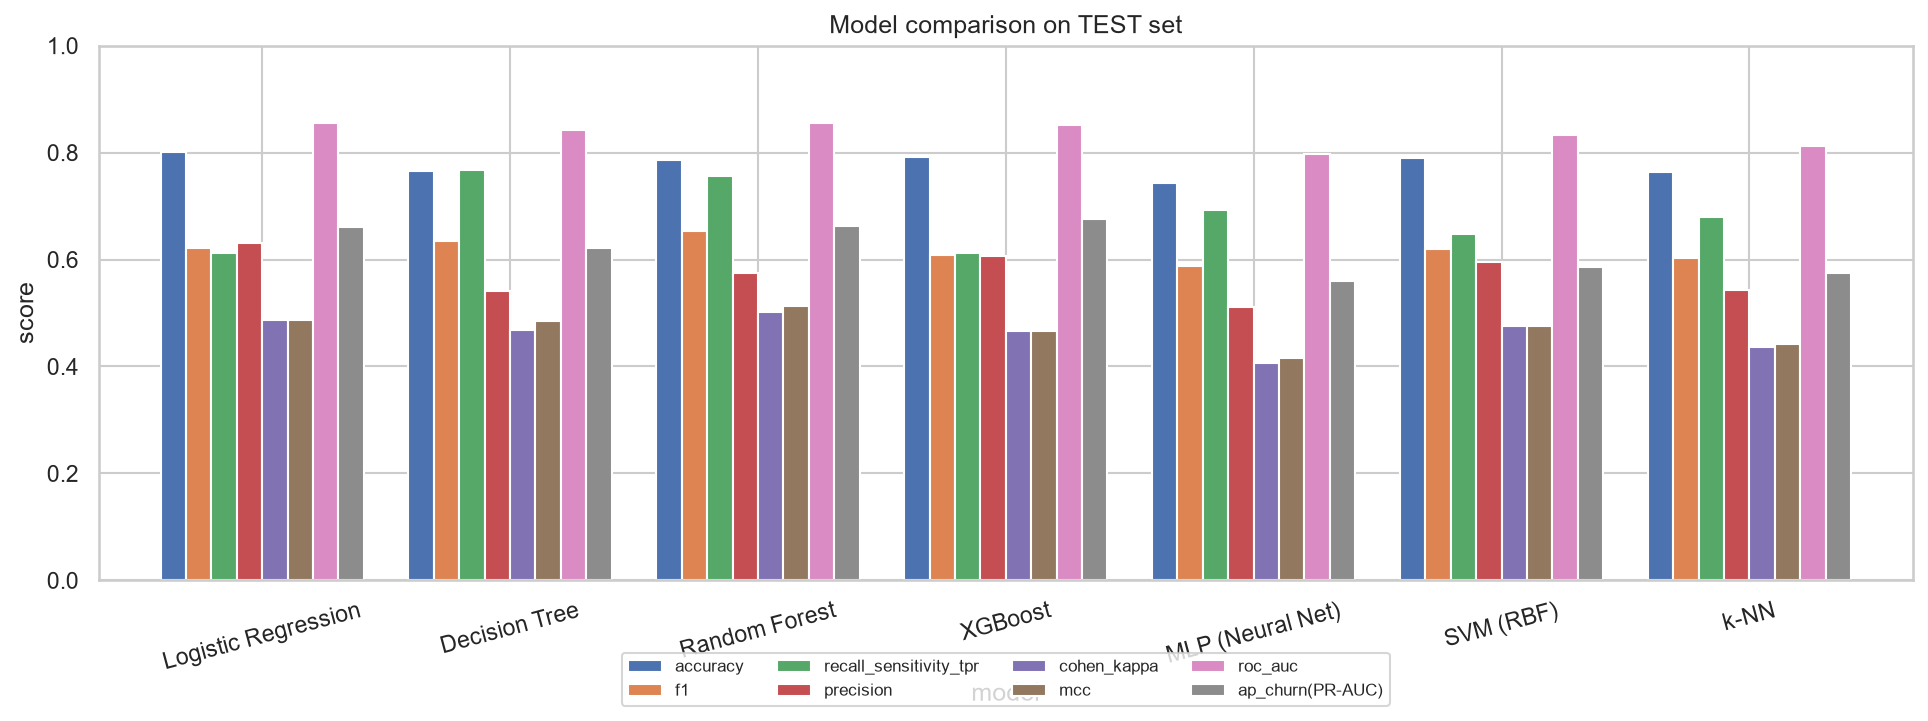 Model comparison on TEST set
1.0
0.8
0.6
0.4
0.2
0.0
score
Logistic Regression
Decision Tree
Random Forest
XGBoost
MLP (Neural Net)
SVM (RBF)
k-NN
model
accuracy
f1
recall_sensitivity_tpr
precision
cohen_kappa
mcc
roc_auc
ap_churn(PR-AUC)